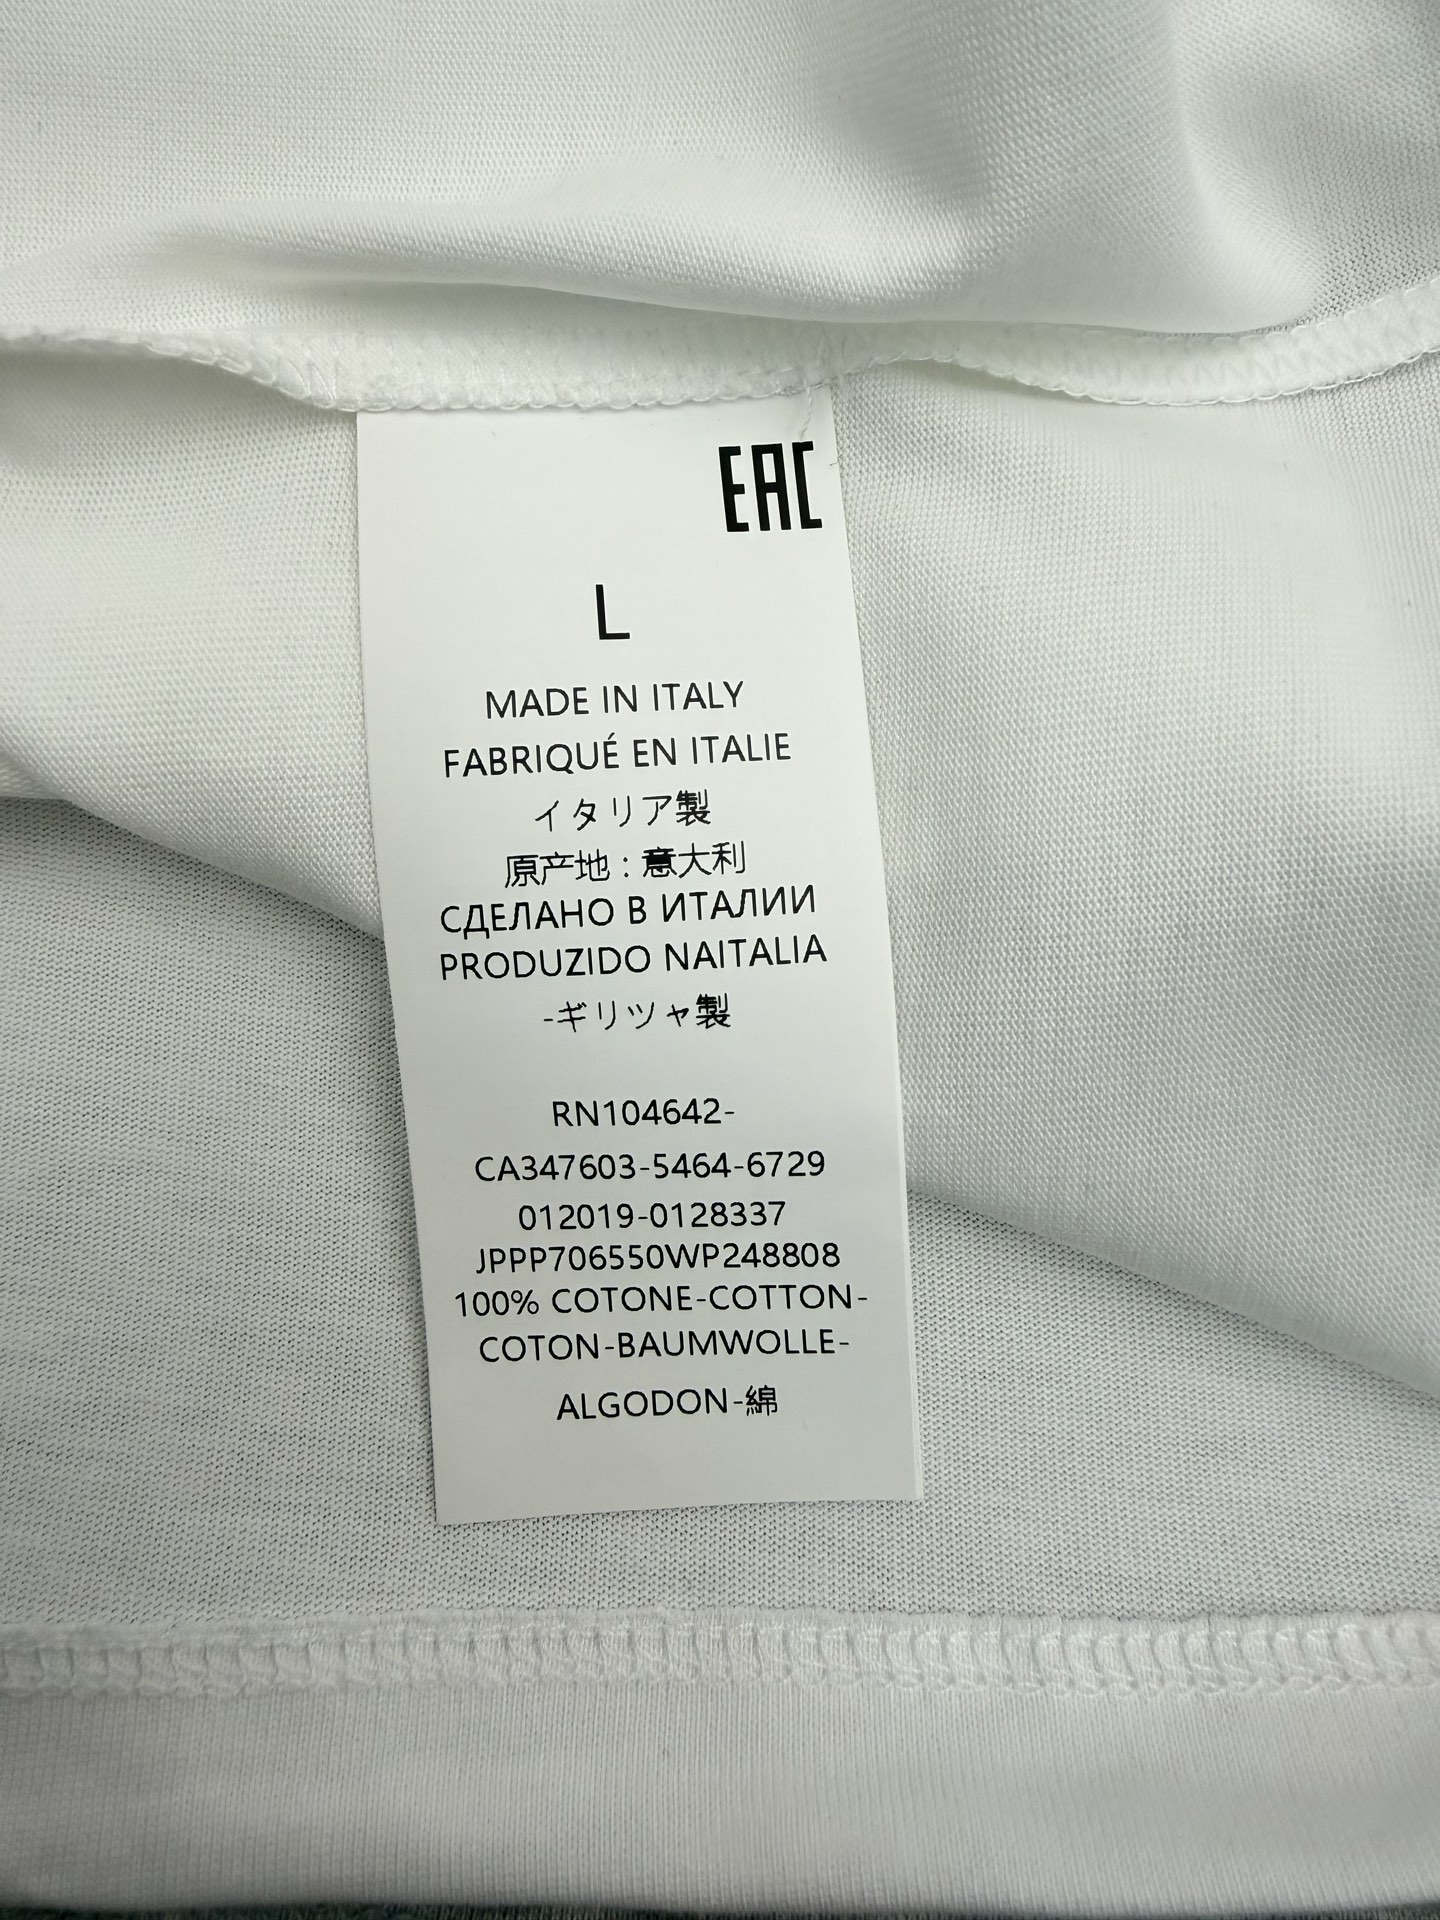 EAC
L
MADE IN ITALY
FABRIQUÉ EN ITALIE
イタリア製
原产地：意大利
СДЕЛАНО В ИТАЛИИ
PRODUZIDO NAITALIA
-ギリツャ製
RN104642-
CA347603-5464-6729
012019-0128337
JPPP706550WP248808
100% COTONE-COTTON-
COTON-BAUMWOLLE-
ALGODON-綿